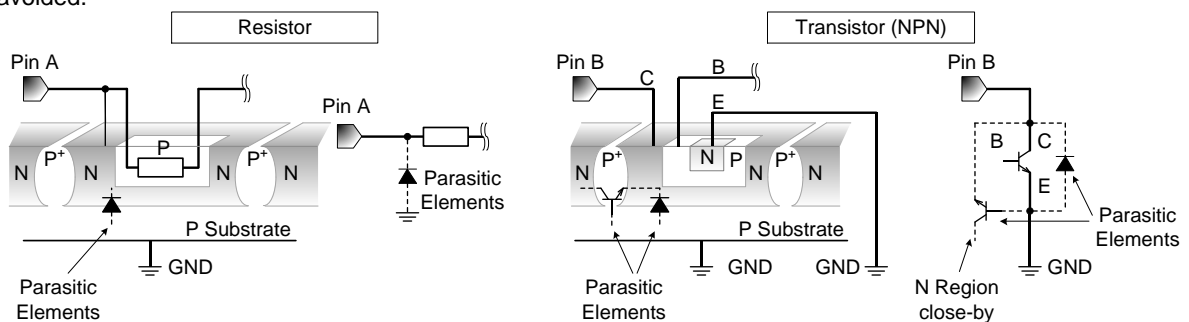 avoided.
Resistor
Transistor (NPN)
Pin A
Pin A
N
P+
N
P
N
P+
N
Parasitic
Elements
P Substrate
GND
Parasitic
Elements
Pin B
C
B
E
N
P+
N
N
P
N
P+
N
P Substrate
GND
GND
Parasitic
Elements
Pin B
B
C
E
Parasitic
Elements
GND
N Region
close-by